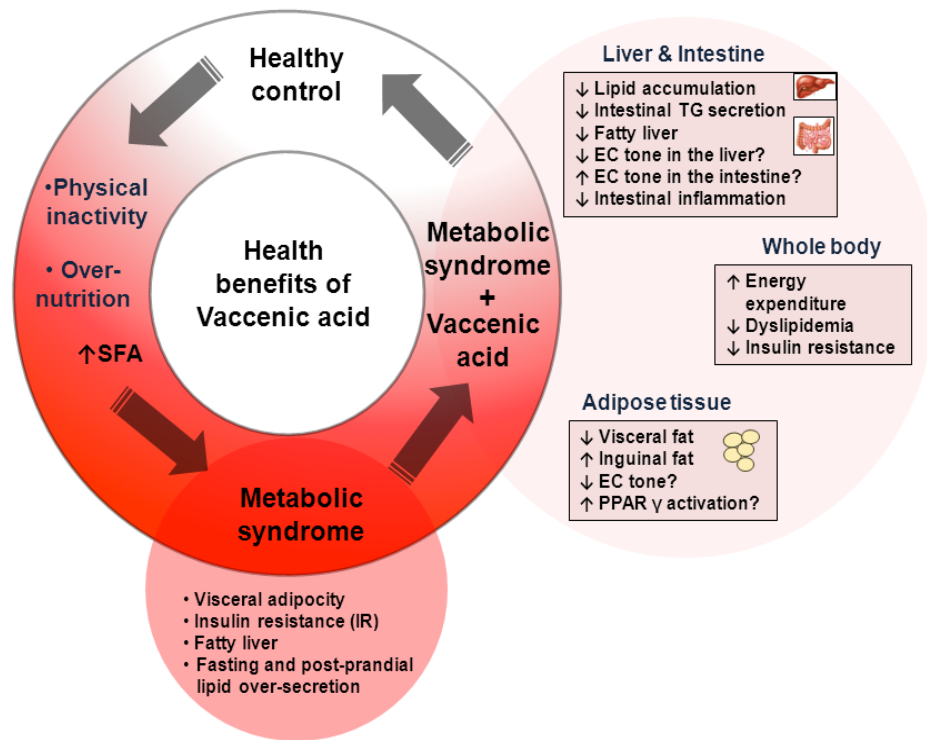 Healthy
control
•Physical
inactivity
• Over-
nutrition
↑SFA
Health
benefits of
Vaccenic acid
Metabolic
syndrome
+
Vaccenic
acid
Metabolic
syndrome
• Visceral adipocity
• Insulin resistance (IR)
• Fatty liver
• Fasting and post-prandial
lipid over-secretion
Liver & Intestine
↓ Lipid accumulation
↓ Intestinal TG secretion
↓ Fatty liver
↓ EC tone in the liver?
↑ EC tone in the intestine?
↓ Intestinal inflammation
Whole body
↑ Energy
expenditure
↓ Dyslipidemia
↓ Insulin resistance
Adipose tissue
↓ Visceral fat
↑ Inguinal fat
↓ EC tone?
↑ PPAR γ activation?